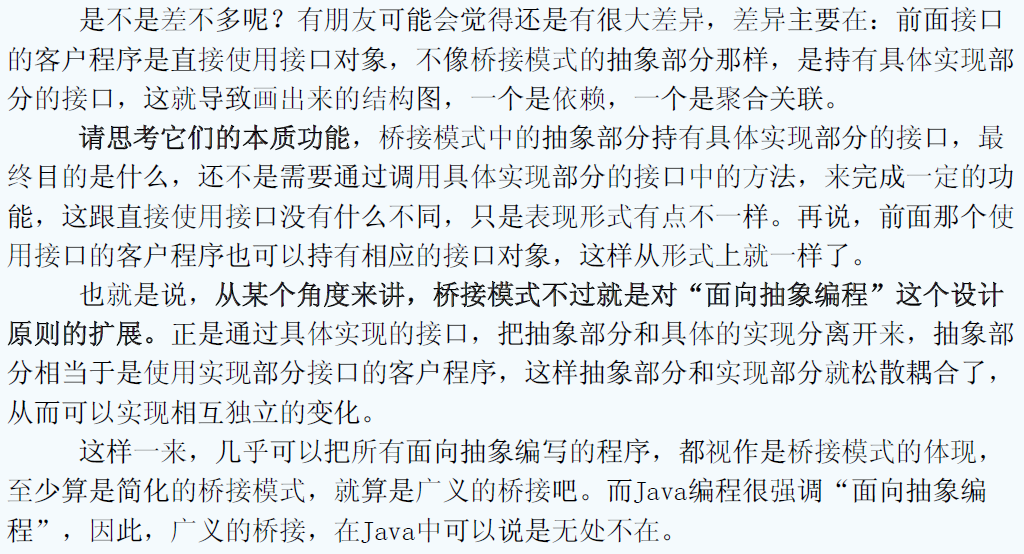 是不是差不多呢？有朋友可能会觉得还是有很大差异，差异主要在：前面接口
的客户程序是直接使用接口对象，不像桥接模式的抽象部分那样，是持有具体实现部
分的接口，这就导致画出来的结构图，一个是依赖，一个是聚合关联。
请思考它们的本质功能，桥接模式中的抽象部分持有具体实现部分的接口，最
终目的是什么，还不是需要通过调用具体实现部分的接口中的方法，来完成一定的功
能，这跟直接使用接口没有什么不同，只是表现形式有点不一样。再说，前面那个使
用接口的客户程序也可以持有相应的接口对象，这样从形式上就一样了。
也就是说，从某个角度来讲，桥接模式不过就是对“面向抽象编程”这个设计
原则的扩展。正是通过具体实现的接口，把抽象部分和具体的实现分离开来，抽象部
分相当于是使用实现部分接口的客户程序，这样抽象部分和实现部分就松散耦合了，
从而可以实现相互独立的变化。
这样一来，几乎可以把所有面向抽象编写的程序，都视作是桥接模式的体现，
至少算是简化的桥接模式，就算是广义的桥接吧。而Java编程很强调“面向抽象编
程”，因此，广义的桥接，在Java中可以说是无处不在。